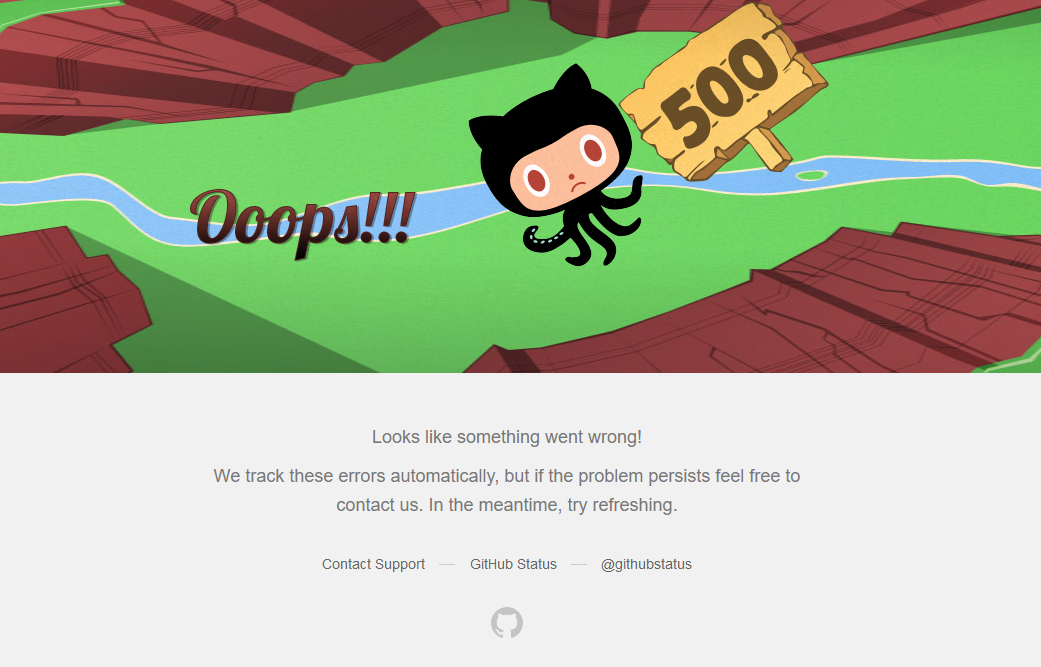 500
Ooops!!!
Looks like something went wrong!
We track these errors automatically, but if the problem persists feel free to
contact us. In the meantime, try refreshing.
Contact Support — GitHub Status — @githubstatus